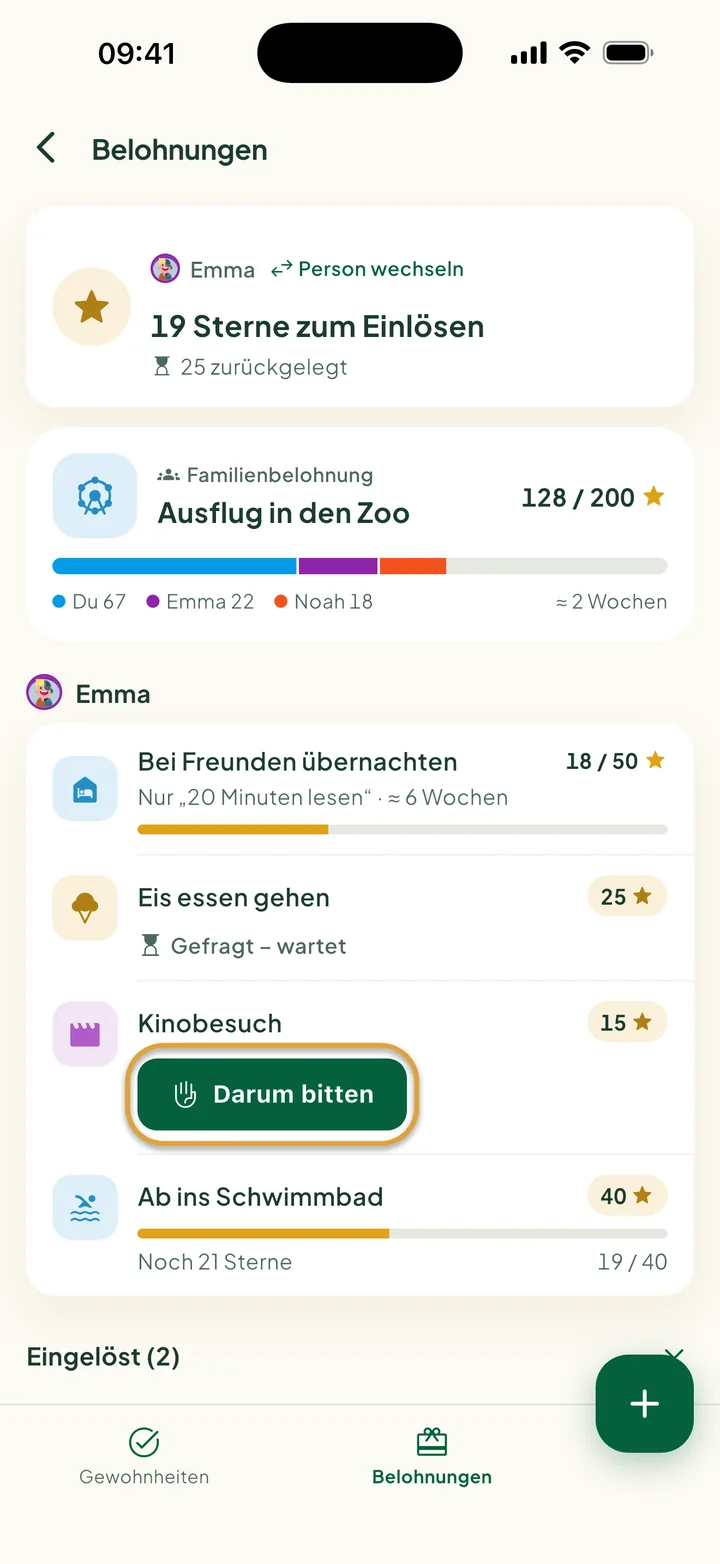 09:41
Belohnungen
Emma Person wechseln
19 Sterne zum Einlösen
25 zurückgelegt
Familienbelohnung
Ausflug in den Zoo
128 / 200
Du 67 Emma 22 Noah 18 ≈ 2 Wochen
Emma
Bei Freunden übernachten 18 / 50
Nur „20 Minuten lesen“ · ≈ 6 Wochen
Eis essen gehen 25
Gefragt – wartet
Kinobesuch 15
Darum bitten
Ab ins Schwimmbad 40
Noch 21 Sterne 19 / 40
Eingelöst (2)
Gewohnheiten Belohnungen